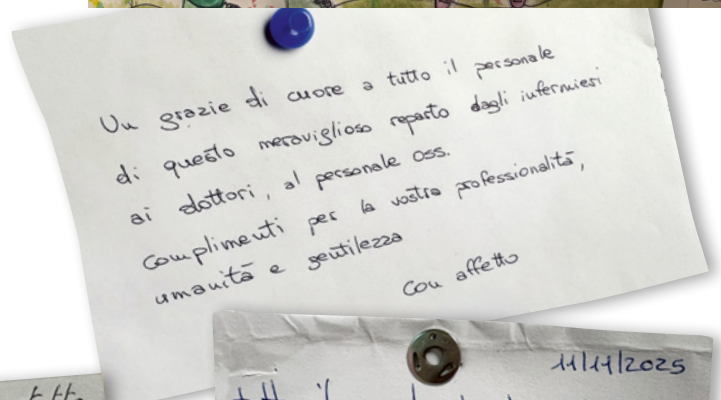 Un grazie di cuore a tutto il personale
di questo meraviglioso reparto dagli infermieri
ai dottori, al personale oss.
Complimenti per la vostra professionalità,
umanità e gentilezza
Con affetto
11/11/2025